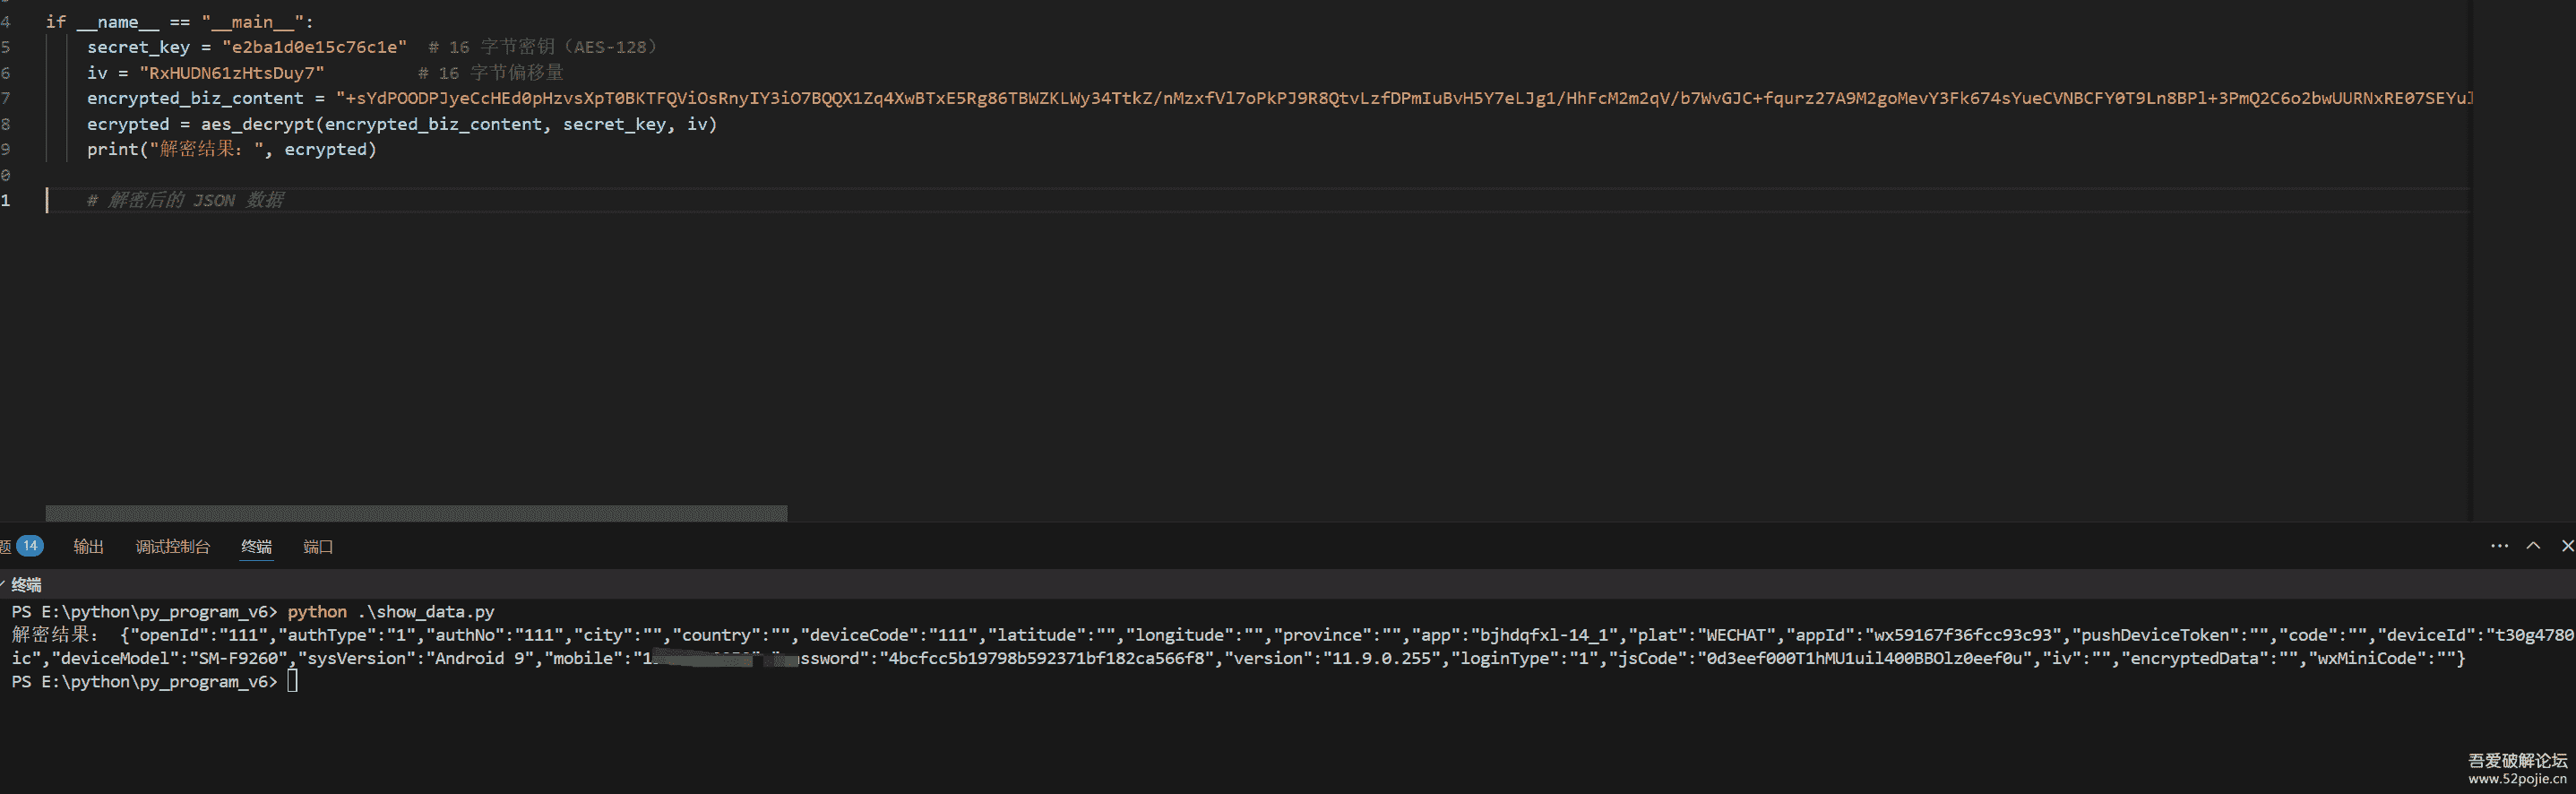 4 if __name__ == "__main__":
5 secret_key = "e2ba1d0e15c76c1e" # 16 字节密钥（AES-128）
6 iv = "RxHUDN61zHtsDuy7" # 16 字节偏移量
7 encrypted_biz_content = "+sYdPOODPJyeCcHEd0pHzvsXpT0BKTFQViOsRnyIY3iO7BQQX1Zq4XwBTxE5Rg86TBWZKLWy34TtkZ/nMzxfVl7oPkPJ9R8QtvLzfDPmIuBvH5Y7eLJg1/HhFcM2m2qV/b7WvGJC+fqurz27A9M2goMevY3Fk674sYueCVNBCFY0T9Ln8BPl+3PmQ2C6o2bwUURNxRE07SEYu
8 ecrypted = aes_decrypt(encrypted_biz_content, secret_key, iv)
9 print("解密结果：", ecrypted)
0
1 # 解密后的 JSON 数据
题 14 输出 调试控制台 终端 端口
终端
PS E:\python\py_program_v6> python .\show_data.py
解密结果： {"openId":"111","authType":"1","authNo":"111","city":"","country":"","deviceCode":"111","latitude":"","longitude":"","province":"","app":"bjhdqfxl-14_1","plat":"WECHAT","appId":"wx59167f36fcc93c93","pushDeviceToken":"","code":"","deviceId":"t30g4780
ic","deviceModel":"SM-F9260","sysVersion":"Android 9","mobile":"1 ssword":"4bcfcc5b19798b592371bf182ca566f8","version":"11.9.0.255","loginType":"1","jsCode":"0d3eef000T1hMU1uil400BBOlz0eef0u","iv":"","encryptedData":"","wxMiniCode":""}
PS E:\python\py_program_v6>
吾爱破解论坛
www.52pojie.cn